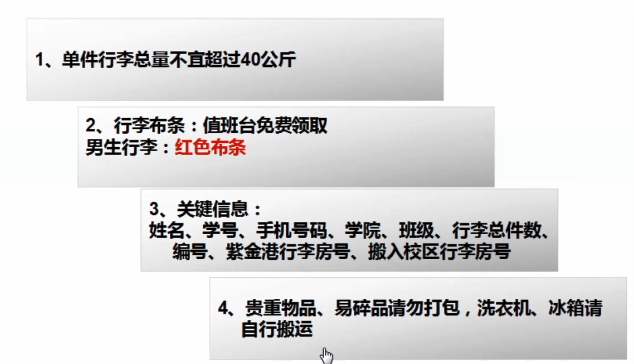 1、单件行李总量不宜超过40公斤
2、行李布条：值班台免费领取
男生行李：红色布条
3、关键信息：
姓名、学号、手机号码、学院、班级、行李总件数、
编号、紫金港行李房号、搬入校区行李房号
4、贵重物品、易碎品请勿打包，洗衣机、冰箱请
自行搬运